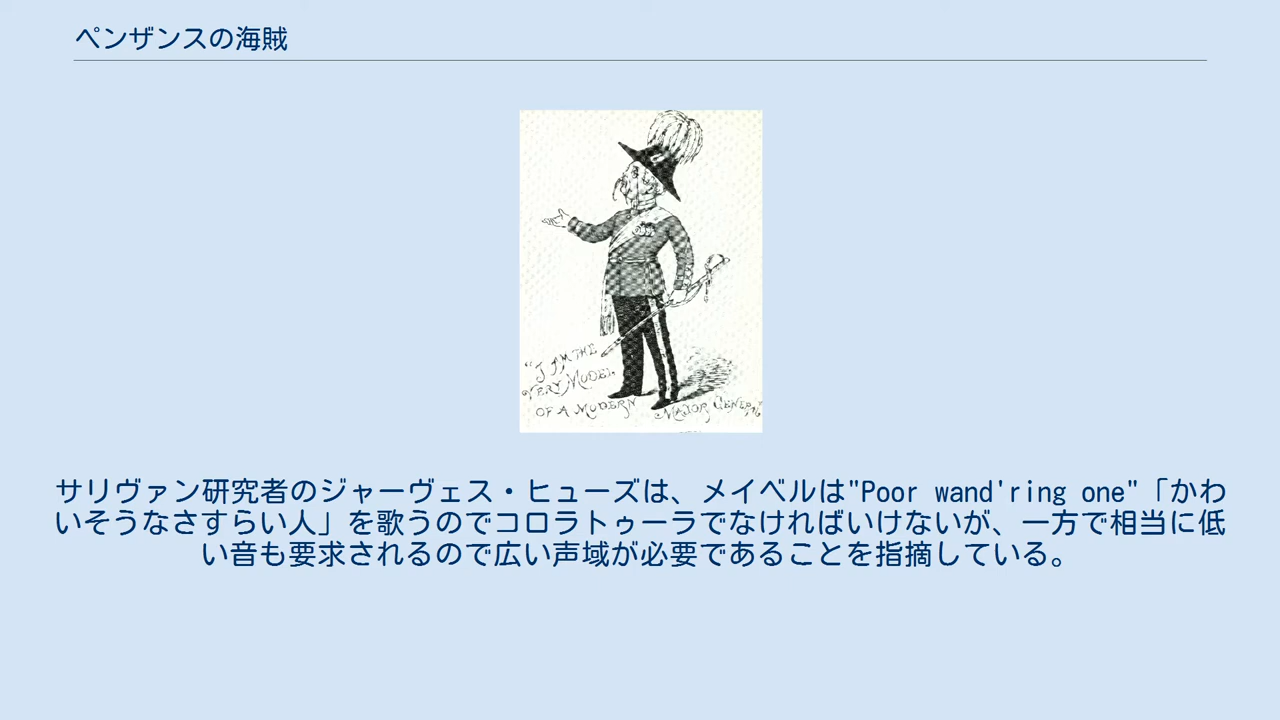 ペンザンスの海賊
"I I'M THE
VERY MODEL
OF A MODERN MAJOR GENERAL"
サリヴァン研究者のジャーヴェス・ヒューズは、メイベルは"Poor wand'ring one"「かわ
いそうなさすらい人」を歌うのでコロラトゥーラでなければいけないが、一方で相当に低
い音も要求されるので広い声域が必要であることを指摘している。